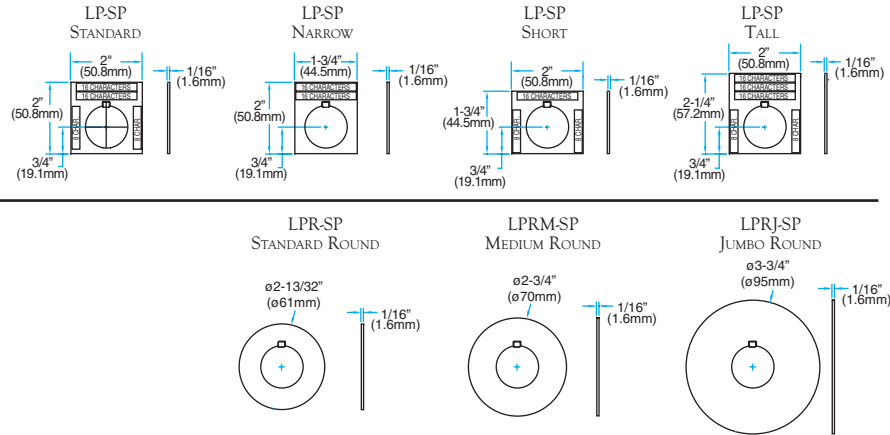 LP-SP
STANDARD
2"
(50.8mm)
1/16"
(1.6mm)
16 CHARACTERS
16 CHARACTERS
2"
(50.8mm)
8 CHAR.
8 CHAR.
3/4"
(19.1mm)
LP-SP
NARROW
1-3/4"
(44.5mm)
1/16"
(1.6mm)
16 CHARACTERS
16 CHARACTERS
2"
(50.8mm)
3/4"
(19.1mm)
LP-SP
SHORT
2"
(50.8mm)
1/16"
(1.6mm)
16 CHARACTERS
1-3/4"
(44.5mm)
8 CHAR.
8 CHAR.
3/4"
(19.1mm)
LP-SP
TALL
2"
(50.8mm)
1/16"
(1.6mm)
16 CHARACTERS
16 CHARACTERS
16 CHARACTERS
2-1/4"
(57.2mm)
8 CHAR.
8 CHAR.
3/4"
(19.1mm)
LPR-SP
STANDARD ROUND
ø2-13/32"
(ø61mm)
1/16"
(1.6mm)
LPRM-SP
MEDIUM ROUND
ø2-3/4"
(ø70mm)
1/16"
(1.6mm)
LPRJ-SP
JUMBO ROUND
ø3-3/4"
(ø95mm)
1/16"
(1.6mm)